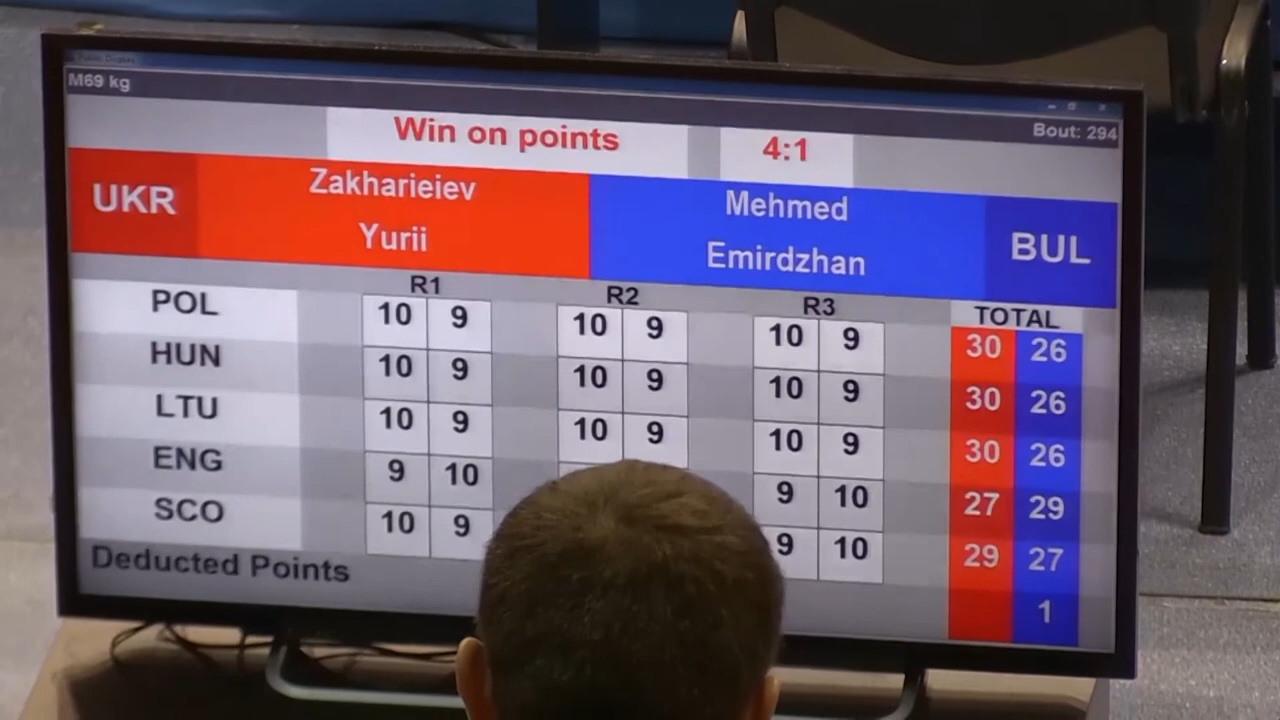 Public Display
M69 kg
Bout: 294
Win on points 4:1
UKR Zakharieiev Yurii Mehmed Emirdzhan BUL
R1 R2 R3 TOTAL
POL 10 9 10 9 10 9 30 26
HUN 10 9 10 9 10 9 30 26
LTU 10 9 10 9 10 9 30 26
ENG 9 10 9 10 27 29
SCO 10 9 9 10 29 27
Deducted Points 1